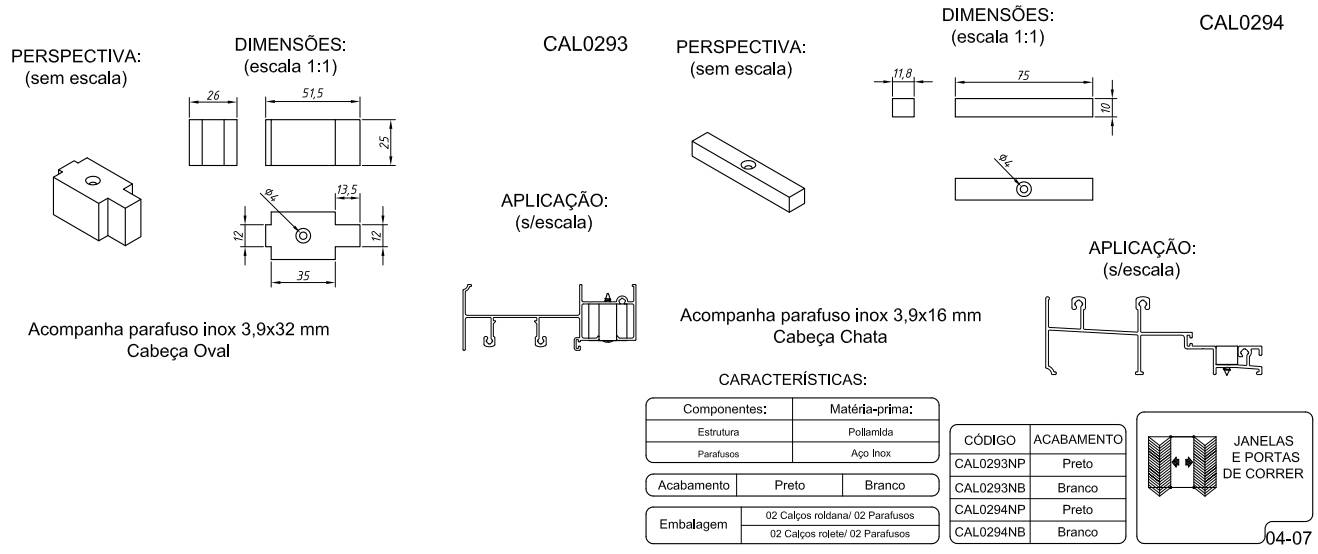 CAL0293
PERSPECTIVA:
(sem escala)
DIMENSÕES:
(escala 1:1)
26
51,5
25
13,5
ø4
12
12
35
APLICAÇÃO:
(s/escala)
Acompanha parafuso inox 3,9x32 mm
Cabeça Oval
CAL0294
PERSPECTIVA:
(sem escala)
DIMENSÕES:
(escala 1:1)
11,8
75
10
ø4
APLICAÇÃO:
(s/escala)
Acompanha parafuso inox 3,9x16 mm
Cabeça Chata
CARACTERÍSTICAS:
Componentes: Matéria-prima:
Estrutura Poliamida
Parafusos Aço Inox
Acabamento Preto Branco
Embalagem
02 Calços roldana/ 02 Parafusos
02 Calços rojete/ 02 Parafusos
CÓDIGO ACABAMENTO
CAL0293NP Preto
CAL0293NB Branco
CAL0294NP Preto
CAL0294NB Branco
JANELAS
E PORTAS
DE CORRER
04-07